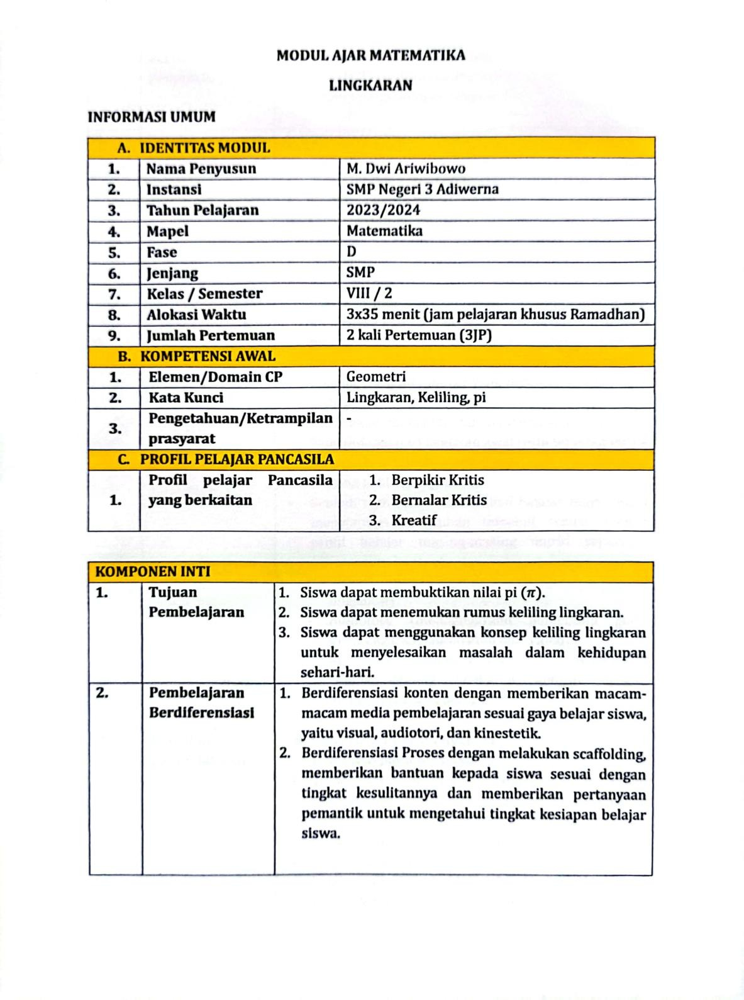 MODUL AJAR MATEMATIKA
LINGKARAN
INFORMASI UMUM
A. IDENTITAS MODUL
1. Nama Penyusun M. Dwi Ariwibowo
2. Instansi SMP Negeri 3 Adiwerna
3. Tahun Pelajaran 2023/2024
4. Mapel Matematika
5. Fase D
6. Jenjang SMP
7. Kelas / Semester VIII / 2
8. Alokasi Waktu 3x35 menit (jam pelajaran khusus Ramadhan)
9. Jumlah Pertemuan 2 kali Pertemuan (3JP)
B. KOMPETENSI AWAL
1. Elemen/Domain CP Geometri
2. Kata Kunci Lingkaran, Keliling, pi
3. Pengetahuan/Ketrampilan -
prasyarat
C. PROFIL PELAJAR PANCASILA
1. Profil pelajar Pancasila
yang berkaitan
1. Berpikir Kritis
2. Bernalar Kritis
3. Kreatif
KOMPONEN INTI
1. Tujuan
Pembelajaran
1. Siswa dapat membuktikan nilai pi (π).
2. Siswa dapat menemukan rumus keliling lingkaran.
3. Siswa dapat menggunakan konsep keliling lingkaran
untuk menyelesaikan masalah dalam kehidupan
sehari-hari.
2. Pembelajaran
Berdiferensiasi
1. Berdiferensiasi konten dengan memberikan macam-
macam media pembelajaran sesuai gaya belajar siswa,
yaitu visual, audiotori, dan kinestetik.
2. Berdiferensiasi Proses dengan melakukan scaffolding,
memberikan bantuan kepada siswa sesuai dengan
tingkat kesulitannya dan memberikan pertanyaan
pemantik untuk mengetahui tingkat kesiapan belajar
siswa.